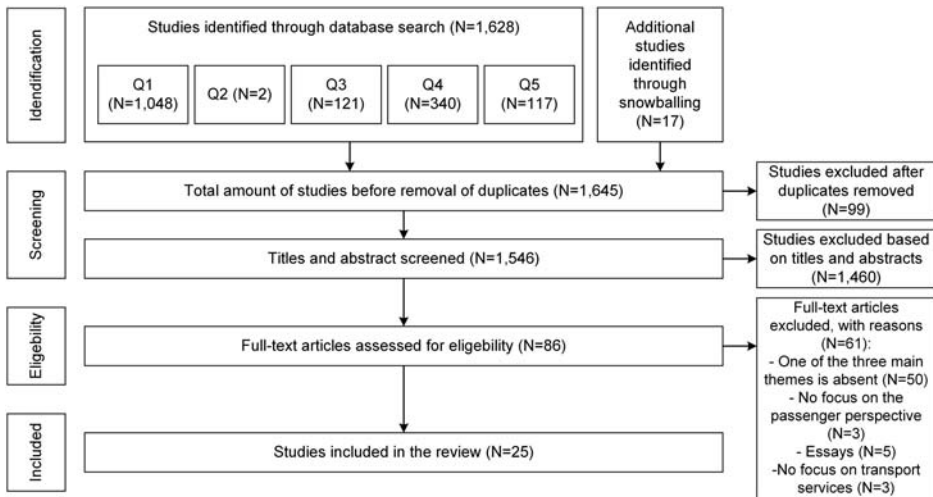 Idendification
Studies identified through database search (N=1,628)
Q1
(N=1,048)
Q2 (N=2)
Q3
(N=121)
Q4
(N=340)
Q5
(N=117)
Additional
studies
identified
through
snowballing
(N=17)
Screening
Total amount of studies before removal of duplicates (N=1,645)
Studies excluded after
duplicates removed
(N=99)
Titles and abstract screened (N=1,546)
Studies excluded based
on titles and abstracts
(N=1,460)
Eligebility
Full-text articles assessed for eligibility (N=86)
Full-text articles
excluded, with reasons
(N=61):
- One of the three main
themes is absent (N=50)
- No focus on the
passenger perspective
(N=3)
- Essays (N=5)
-No focus on transport
services (N=3)
Included
Studies included in the review (N=25)